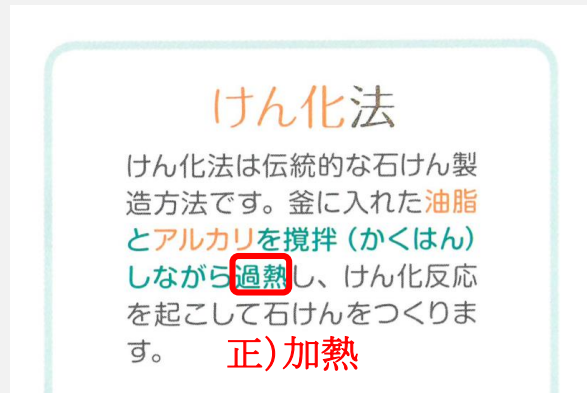 けん化法
けん化法は伝統的な石けん製
造方法です。釜に入れた油脂
とアルカリを撹拌（かくはん）
しながら過熱し、けん化反応
を起こして石けんをつくりま
す。
正）加熱